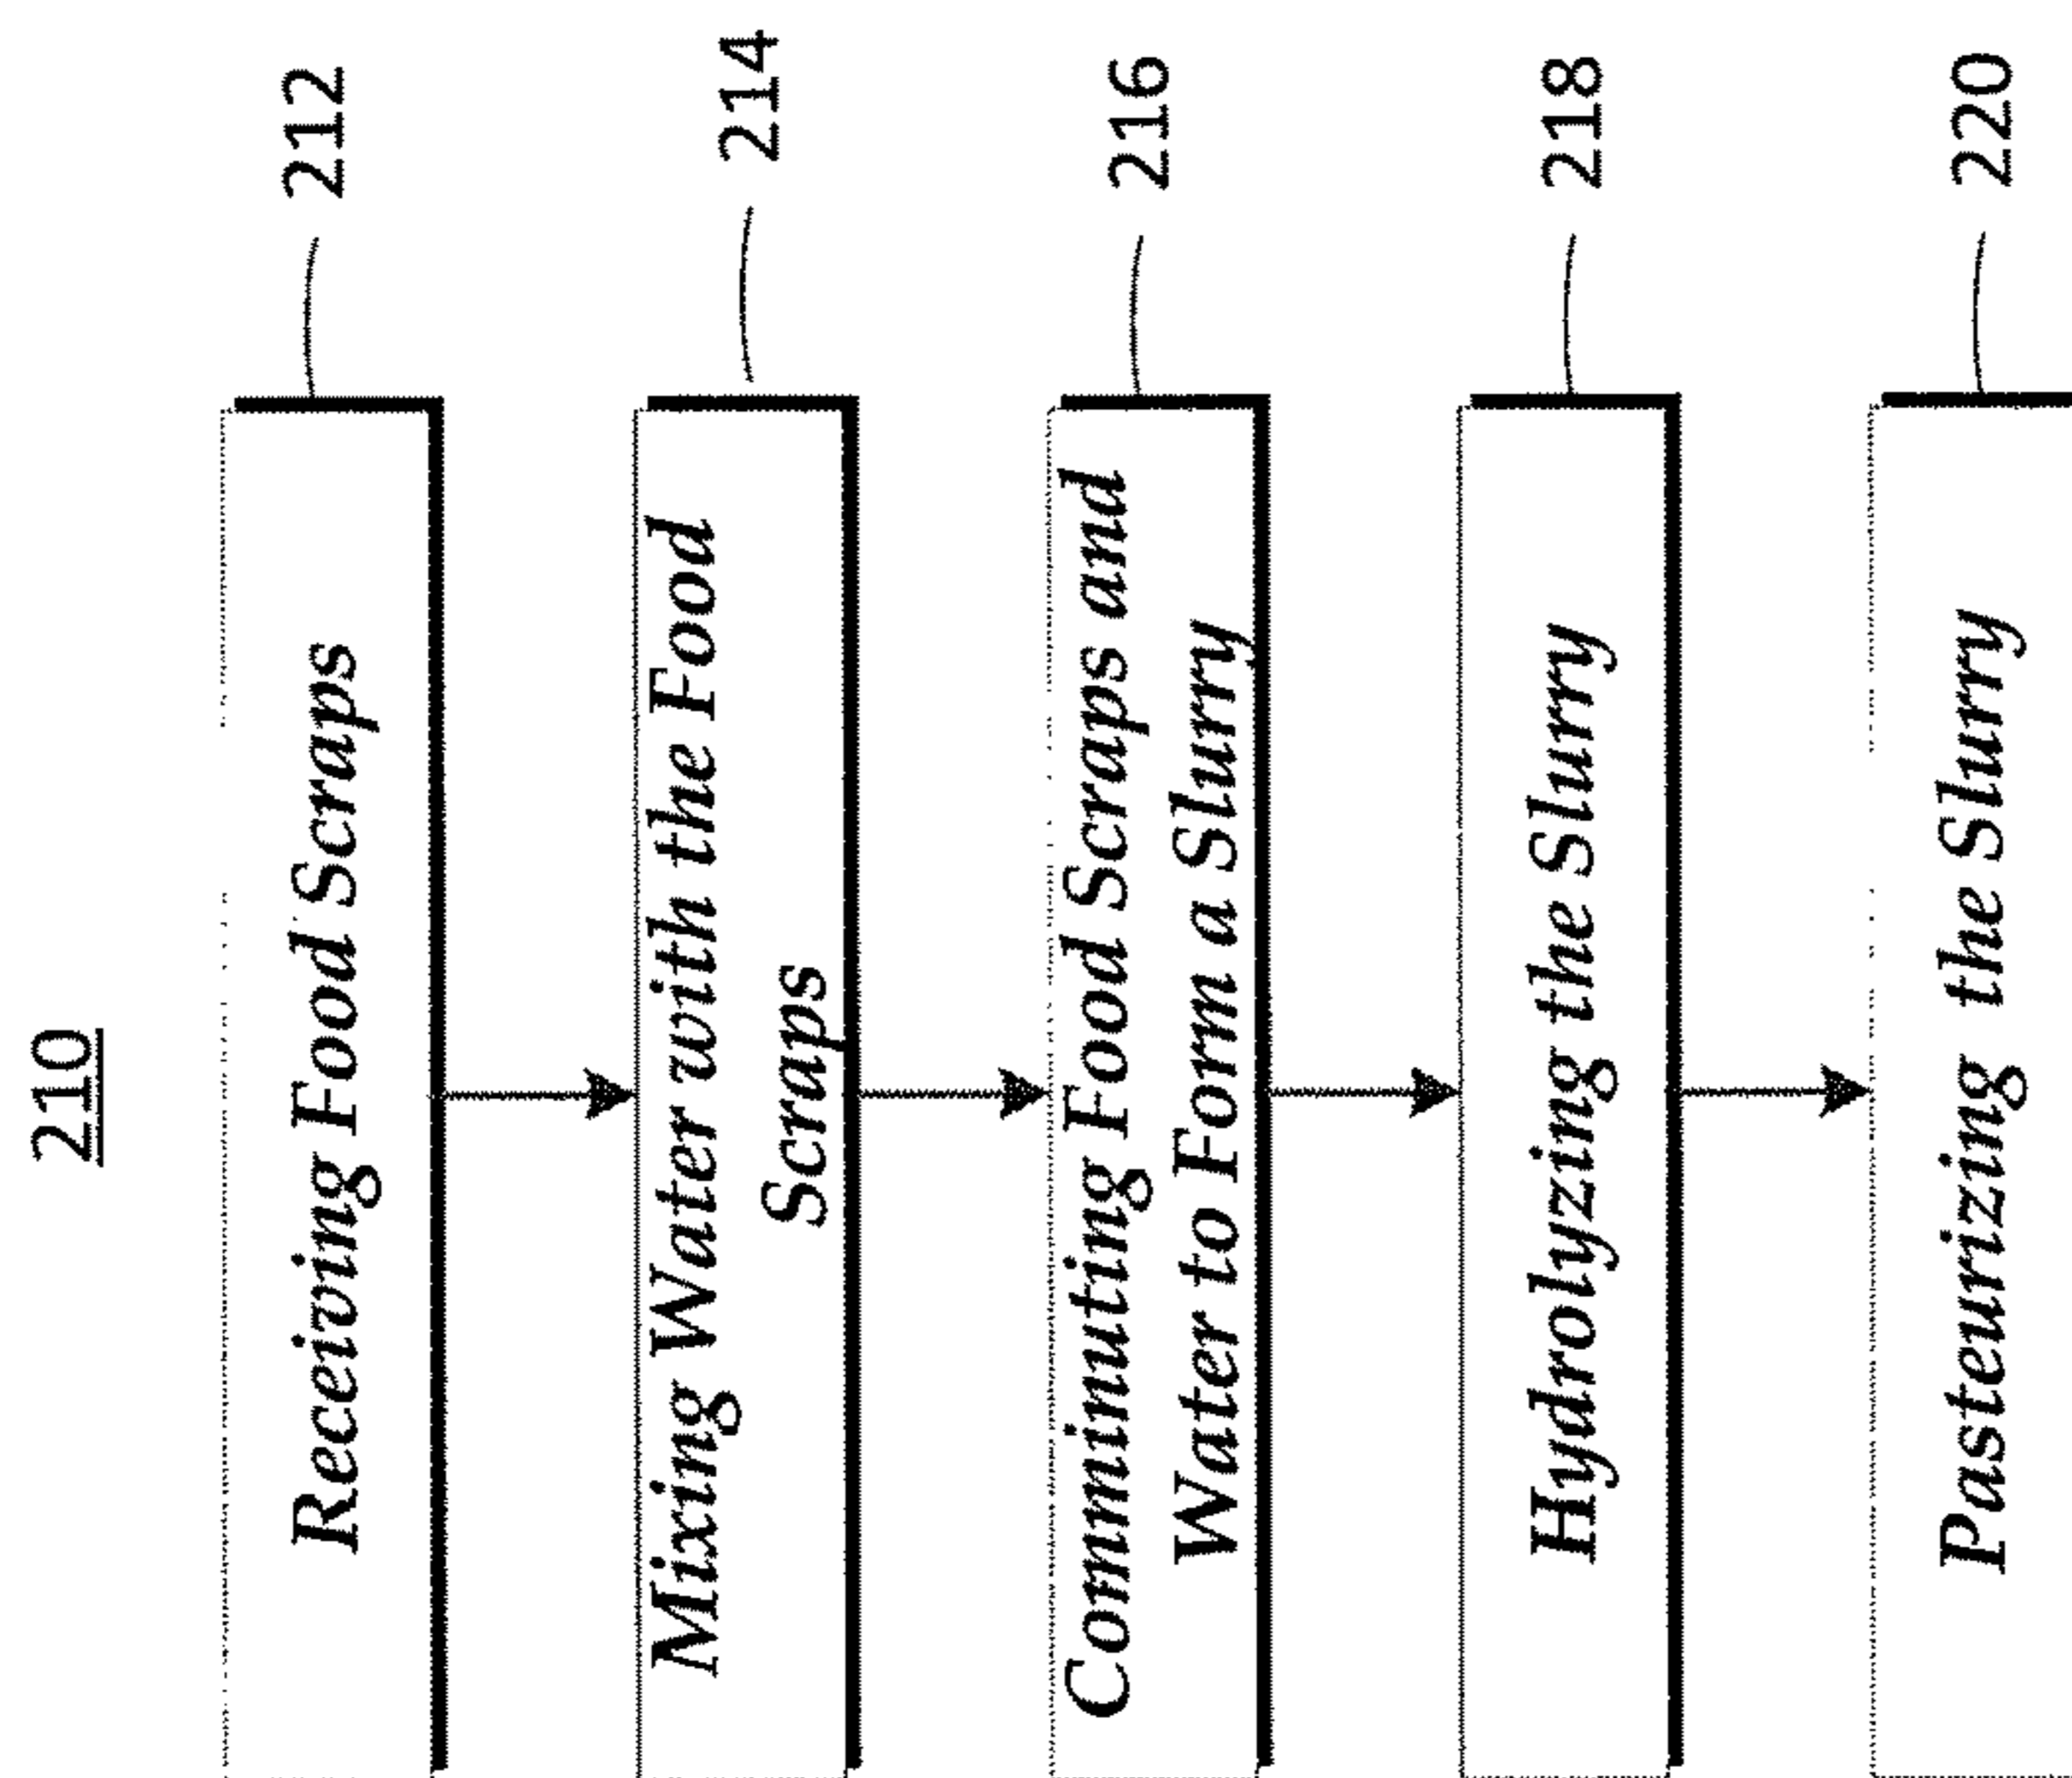 210
Receiving Food Scraps
212
Mixing Water with the Food
Scraps
214
Comminuting Food Scraps and
Water to Form a Slurry
216
Hydrolyzing the Slurry
218
Pasteurizing the Slurry
220